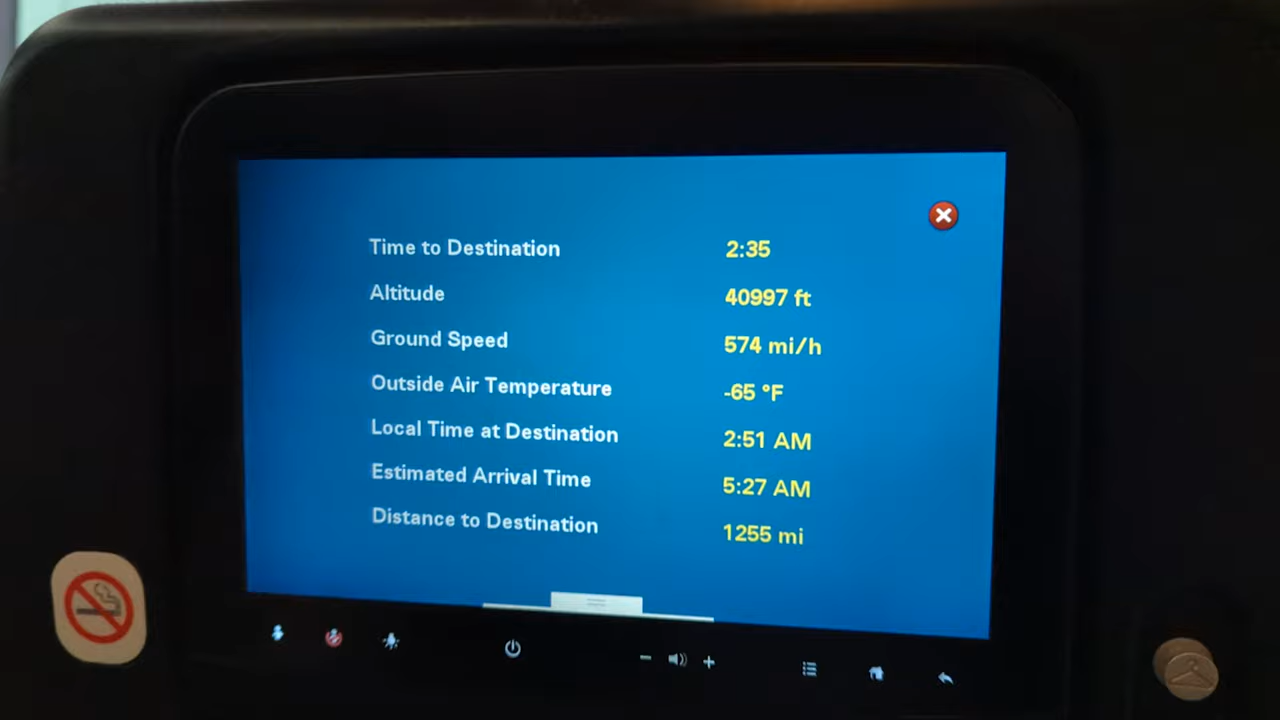 Time to Destination 2:35
Altitude 40997 ft
Ground Speed 574 mi/h
Outside Air Temperature -65 °F
Local Time at Destination 2:51 AM
Estimated Arrival Time 5:27 AM
Distance to Destination 1255 mi